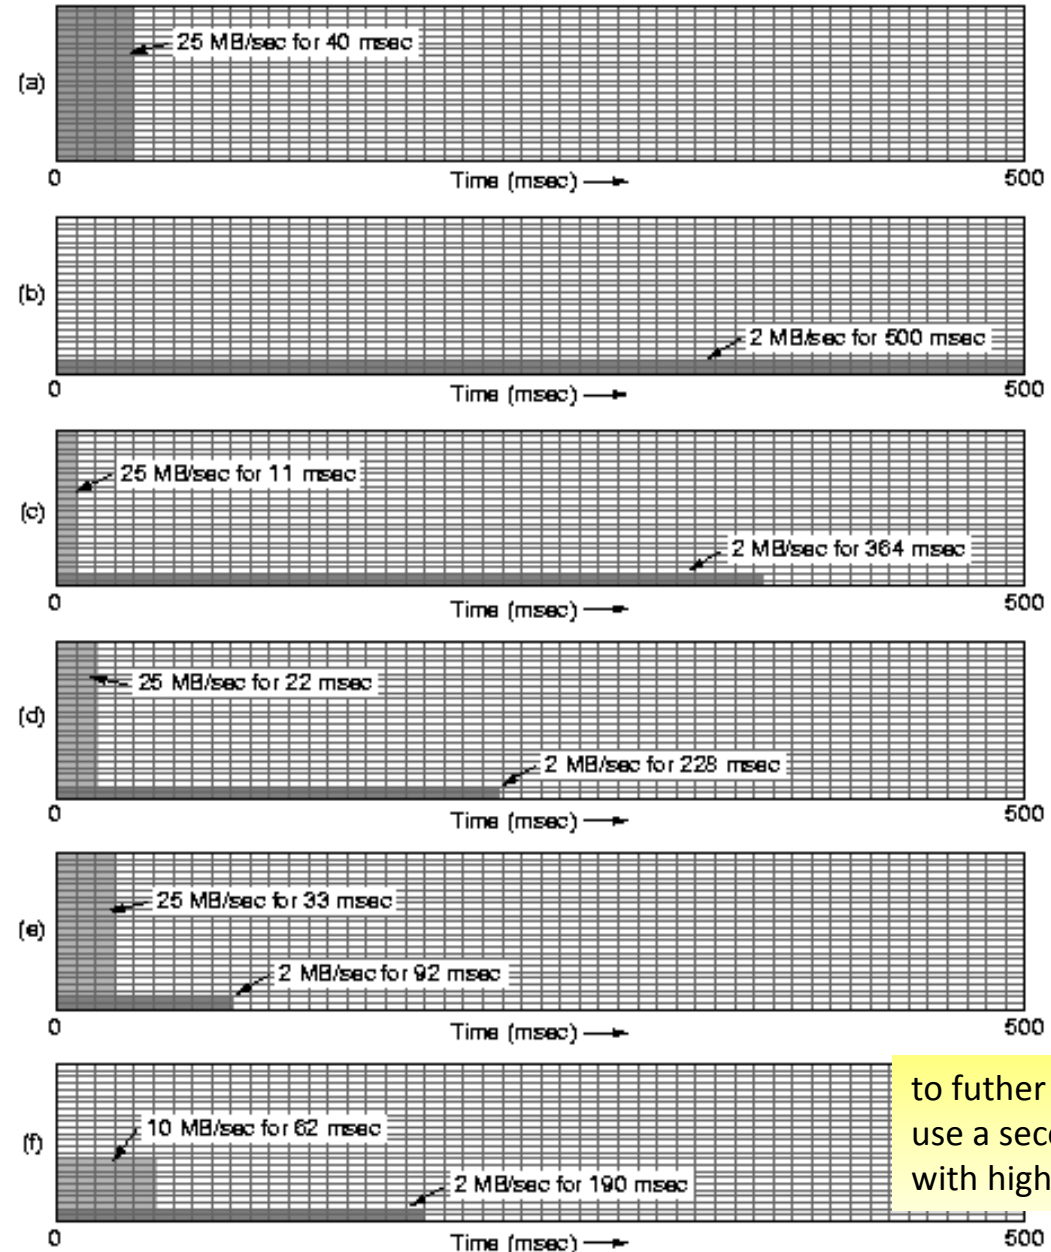 25 MB/sec for 40 msec
(a)
0 Time (msec) 500
(b)
2 MB/sec for 500 msec
0 Time (msec) 500
25 MB/sec for 11 msec
(c)
2 MB/sec for 364 msec
0 Time (msec) 500
25 MB/sec for 22 msec
(d)
2 MB/sec for 228 msec
0 Time (msec) 500
25 MB/sec for 33 msec
(e)
2 MB/sec for 92 msec
0 Time (msec) 500
10 MB/sec for 62 msec
(f)
2 MB/sec for 190 msec
0 Time (msec) 500
to futher
use a seco
with high